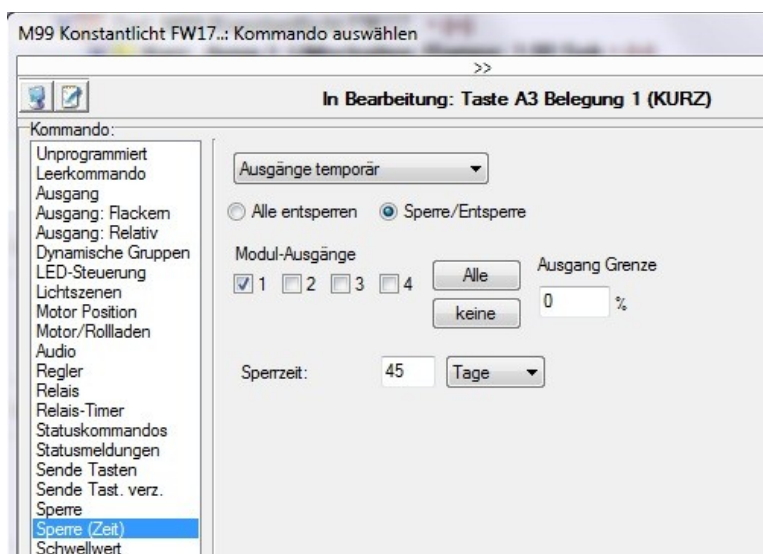 M99 Konstantlicht FW17..: Kommando auswählen
>>
In Bearbeitung: Taste A3 Belegung 1 (KURZ)
Kommando:
Unprogrammiert
Leerkommando
Ausgang
Ausgang: Flackern
Ausgang: Relativ
Dynamische Gruppen
LED-Steuerung
Lichtszenen
Motor Position
Motor/Rollladen
Audio
Regler
Relais
Relais-Timer
Statuskommandos
Statusmeldungen
Sende Tasten
Sende Tast. verz.
Sperre
Sperre (Zeit)
Schwellwert
Ausgänge temporär
Alle entsperren Sperre/Entsperre
Modul-Ausgänge
1 2 3 4
Alle
keine
Ausgang Grenze
0 %
Sperrzeit: 45 Tage